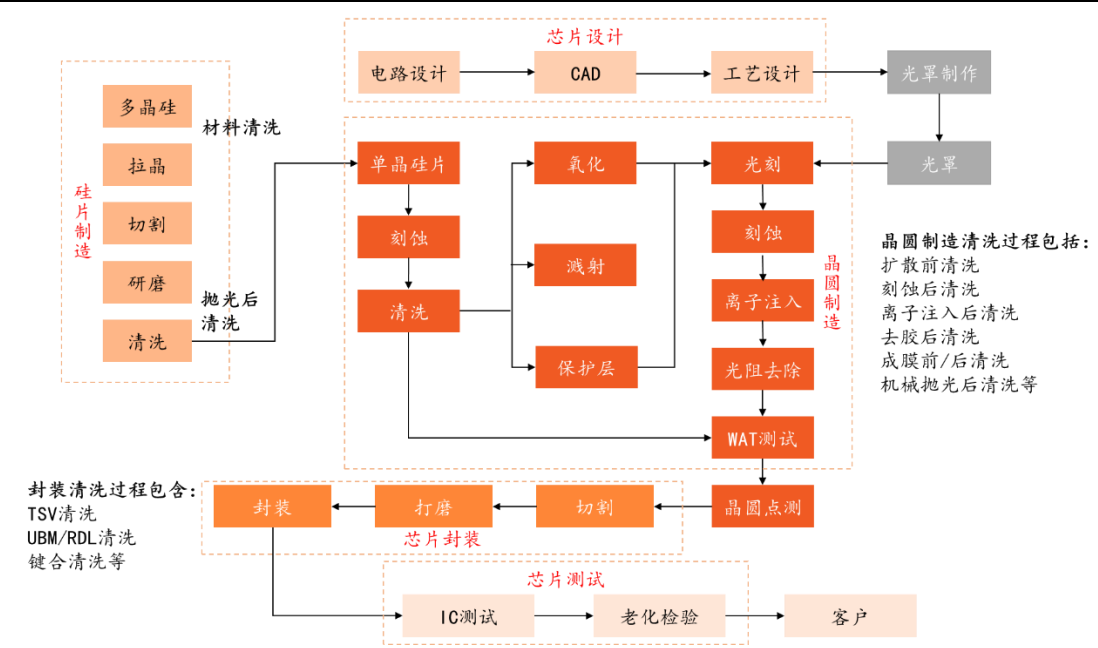 芯片设计
电路设计
CAD
工艺设计
光罩制作
光罩
硅片制造
多晶硅
材料清洗
拉晶
切割
研磨
抛光后
清洗
清洗
晶圆制造
单晶硅片
氧化
光刻
刻蚀
刻蚀
溅射
清洗
离子注入
保护层
光阻去除
WAT测试
晶圆制造清洗过程包括：
扩散前清洗
刻蚀后清洗
离子注入后清洗
去胶后清洗
成膜前/后清洗
机械抛光后清洗等
封装清洗过程包含：
TSV清洗
UBM/RDL清洗
键合清洗等
封装
打磨
切割
晶圆点测
芯片封装
芯片测试
IC测试
老化检验
客户